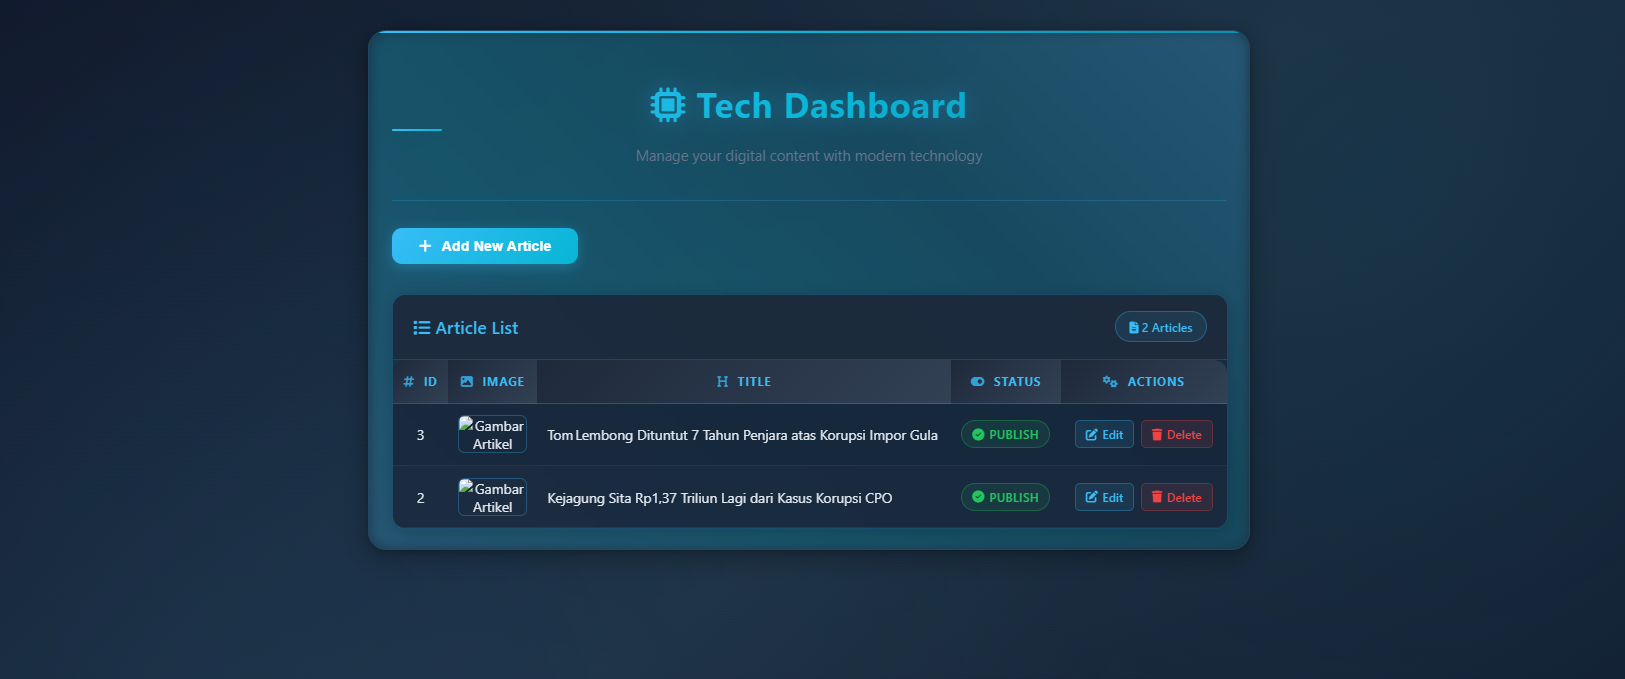 Tech Dashboard
Manage your digital content with modern technology
+ Add New Article
Article List
2 Articles
# ID IMAGE H TITLE STATUS ACTIONS
3 Gambar Artikel Tom Lembong Dituntut 7 Tahun Penjara atas Korupsi Impor Gula PUBLISH Edit Delete
2 Gambar Artikel Kejagung Sita Rp1,37 Triliun Lagi dari Kasus Korupsi CPO PUBLISH Edit Delete